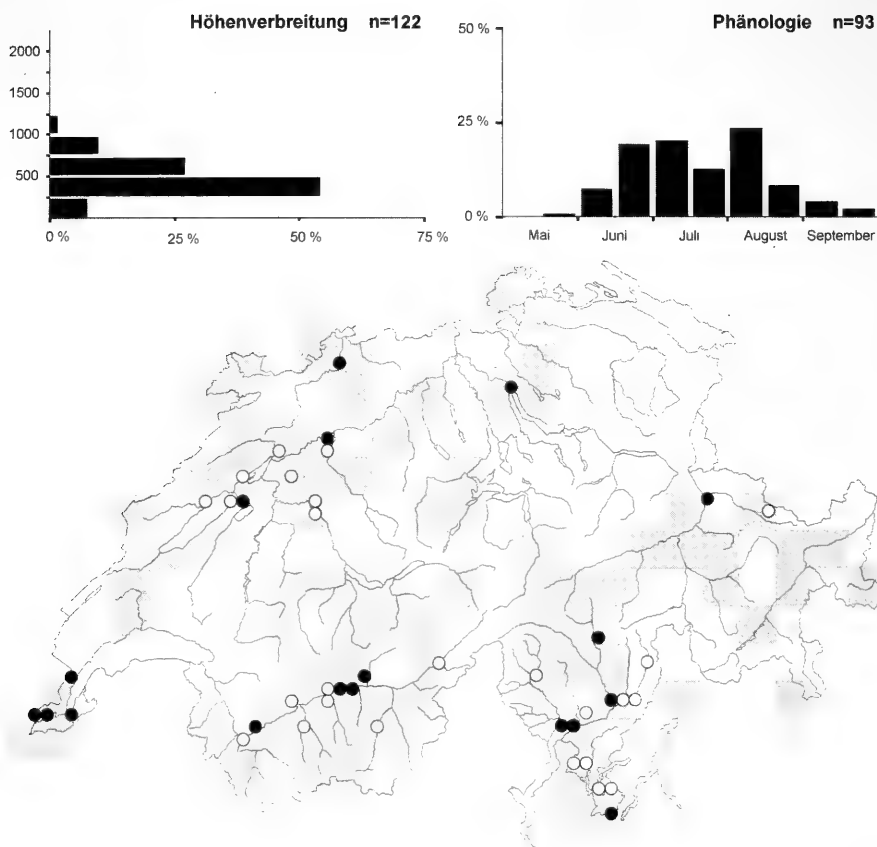 Höhenverbreitung n=122
2000
1500
1000
500
0 %
25 %
50 %
75 %
Phänologie n=93
50 %
25 %
0 %
Mai
Juni
Juli
August
September